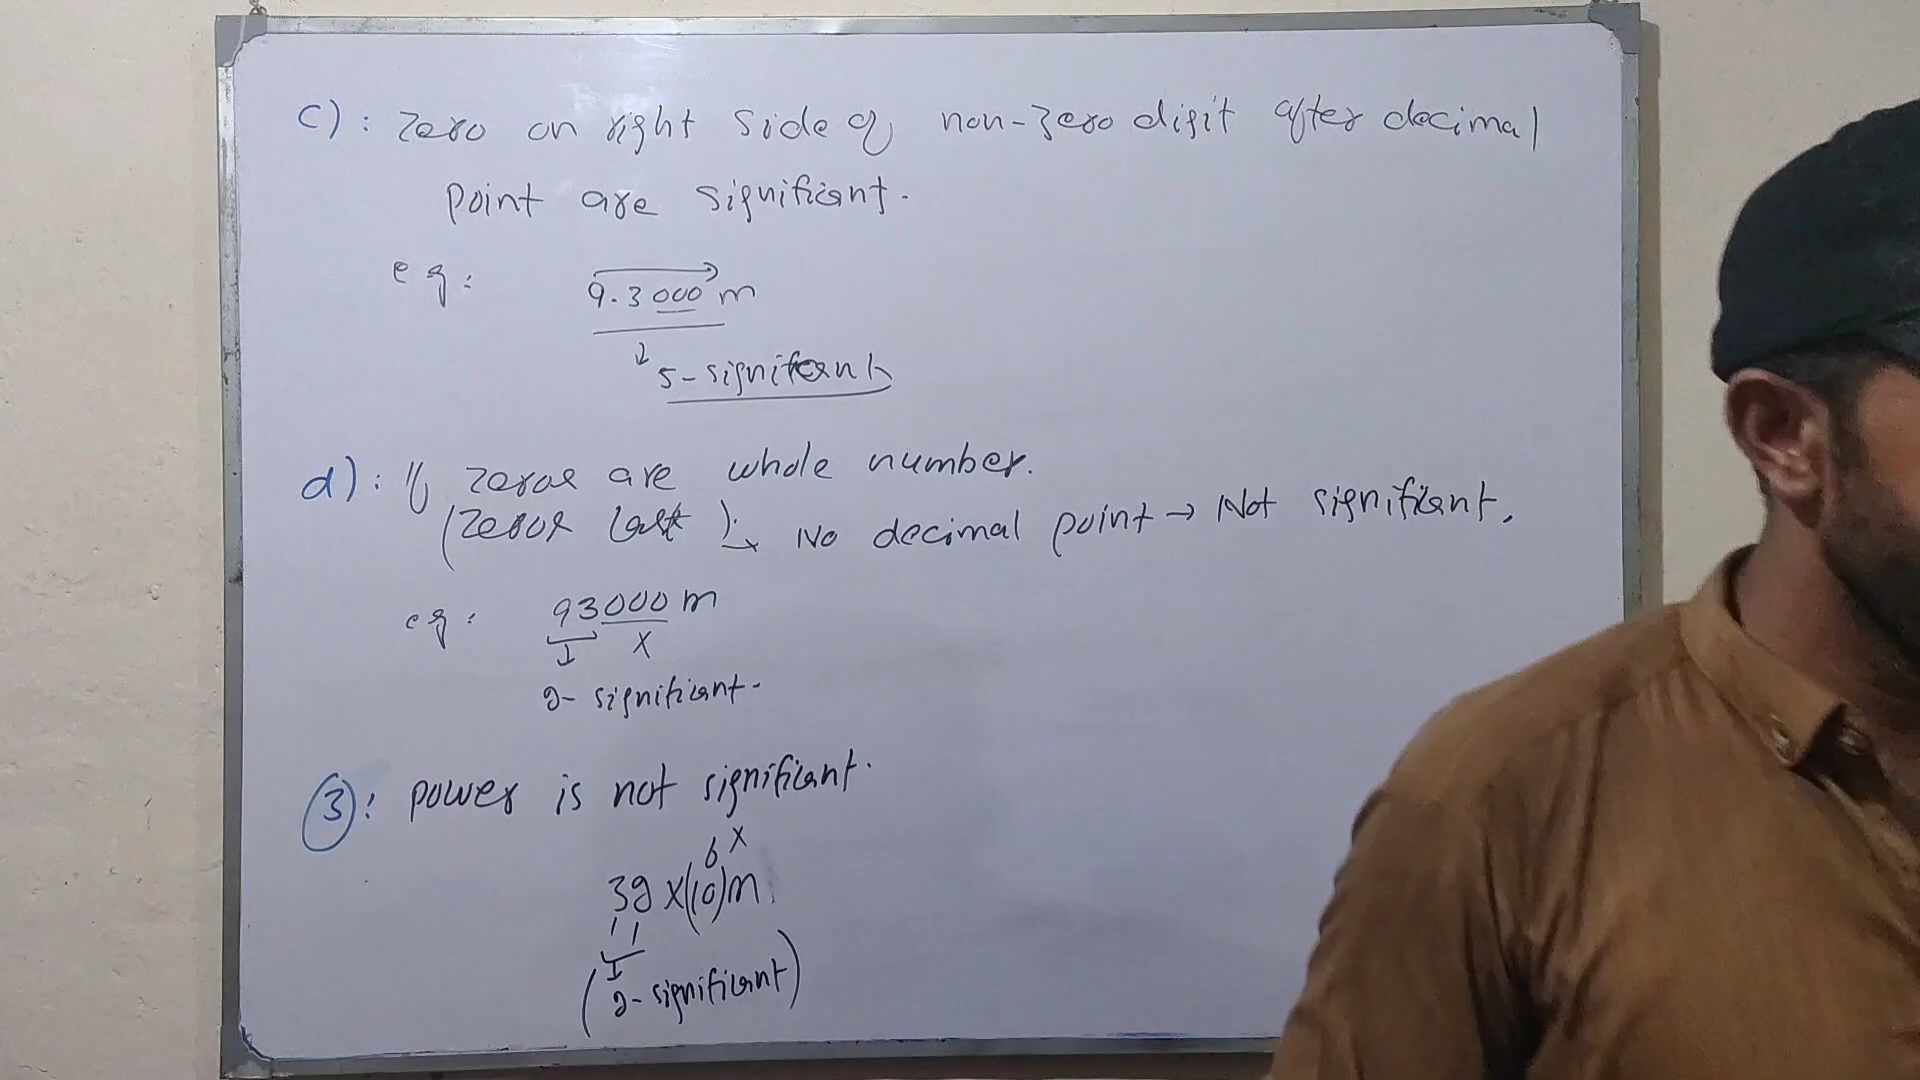 c): Zero on right side of non-zero digit after decimal
point are significant.
eg:
9.3000 m
5-significant
d): If zeros are whole number.
(zeros last): No decimal point → Not significant.
eg: 93000 m
x
2- significant.
(3): power is not significant.
6 x
32 x (10) m
(2- significant)